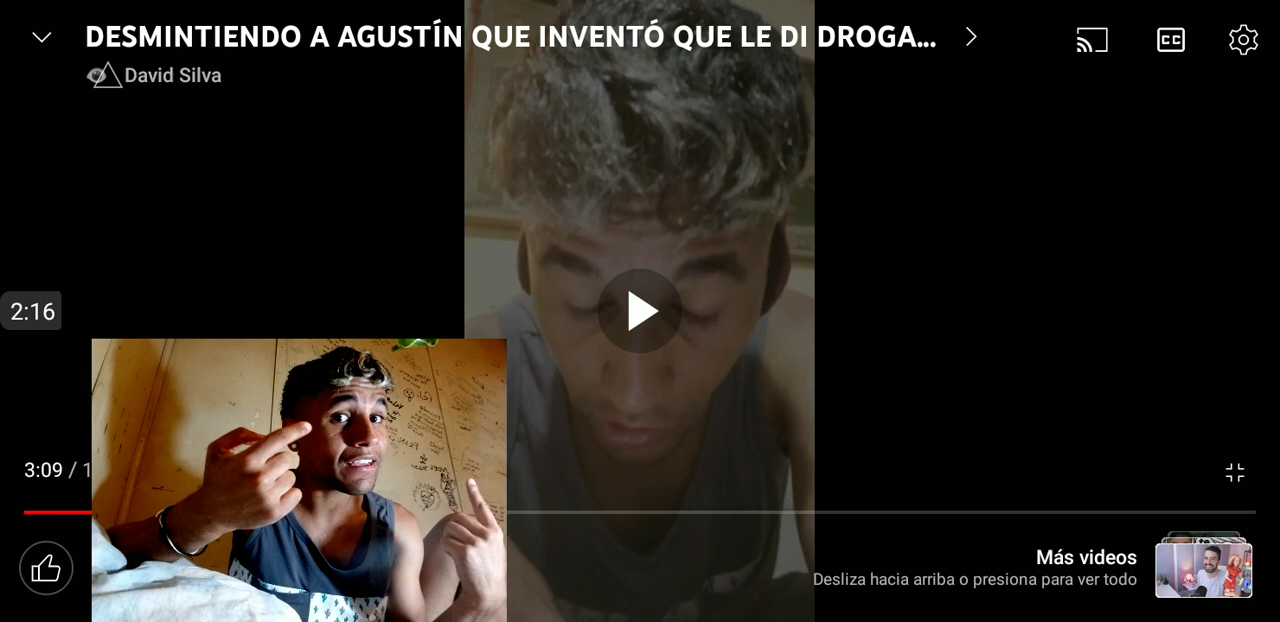 DESMINTIENDO A AGUSTÍN QUE INVENTÓ QUE LE DI DROGA...
CC
David Silva
2:16
3:09 / 1
Más videos
Desliza hacia arriba o presiona para ver todo